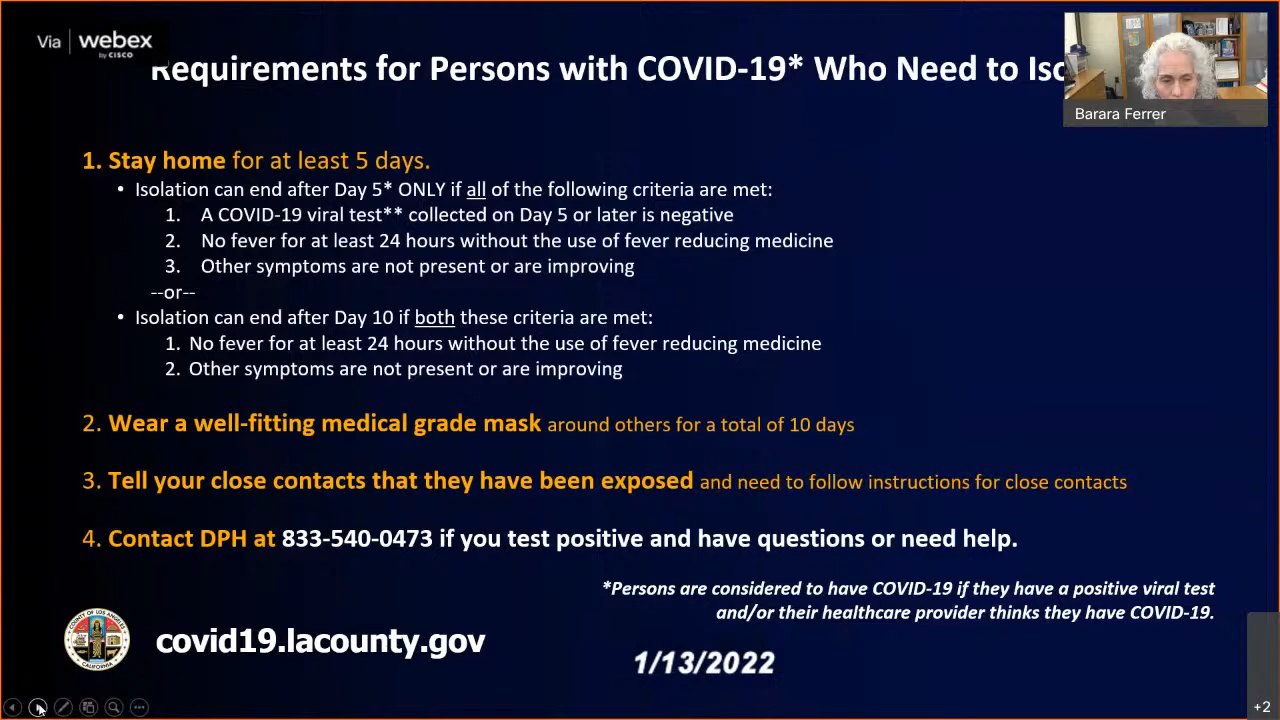 Via | webex
by CISCO
Requirements for Persons with COVID-19* Who Need to Iso
Barara Ferrer
1. Stay home for at least 5 days.
• Isolation can end after Day 5* ONLY if all of the following criteria are met:
1. A COVID-19 viral test** collected on Day 5 or later is negative
2. No fever for at least 24 hours without the use of fever reducing medicine
3. Other symptoms are not present or are improving
--or--
• Isolation can end after Day 10 if both these criteria are met:
1. No fever for at least 24 hours without the use of fever reducing medicine
2. Other symptoms are not present or are improving
2. Wear a well-fitting medical grade mask around others for a total of 10 days
3. Tell your close contacts that they have been exposed and need to follow instructions for close contacts
4. Contact DPH at 833-540-0473 if you test positive and have questions or need help.
*Persons are considered to have COVID-19 if they have a positive viral test
and/or their healthcare provider thinks they have COVID-19.
COUNTY OF LOS ANGELES
CALIFORNIA
covid19.lacounty.gov
1/13/2022
+2